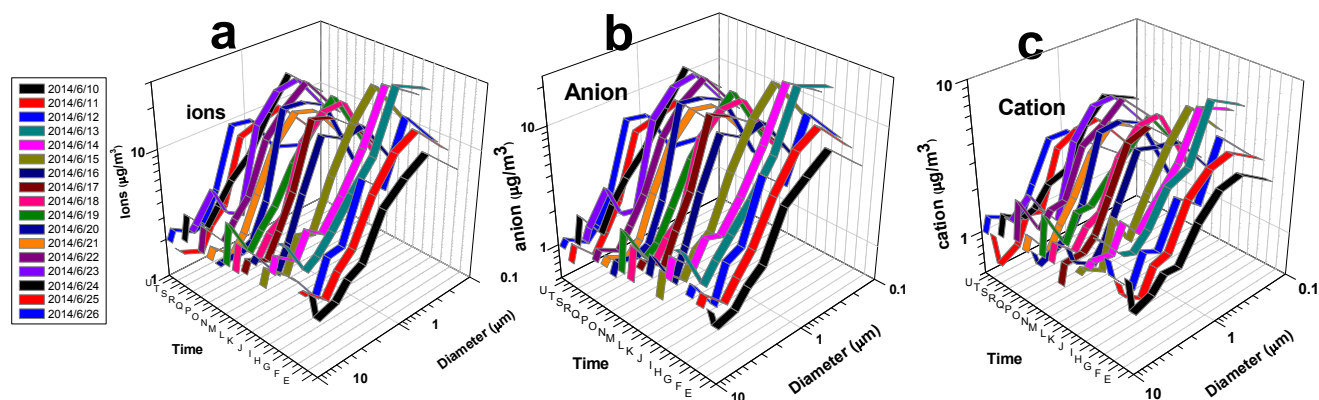 2014/6/10
2014/6/11
2014/6/12
2014/6/13
2014/6/14
2014/6/15
2014/6/16
2014/6/17
2014/6/18
2014/6/19
2014/6/20
2014/6/21
2014/6/22
2014/6/23
2014/6/24
2014/6/25
2014/6/26
a
ions
Ions (µg/m³)
10
1
U T S R Q P O N M L K J I H G F E
Time
10
1
0.1
Diameter (µm)
b
Anion
anion (µg/m³)
10
1
U T S R Q P O N M L K J I H G F E
Time
10
1
0.1
Diameter (µm)
c
Cation
cation (µg/m³)
10
1
U T S R Q P O N M L K J I H G F E
Time
10
1
0.1
Diameter (µm)